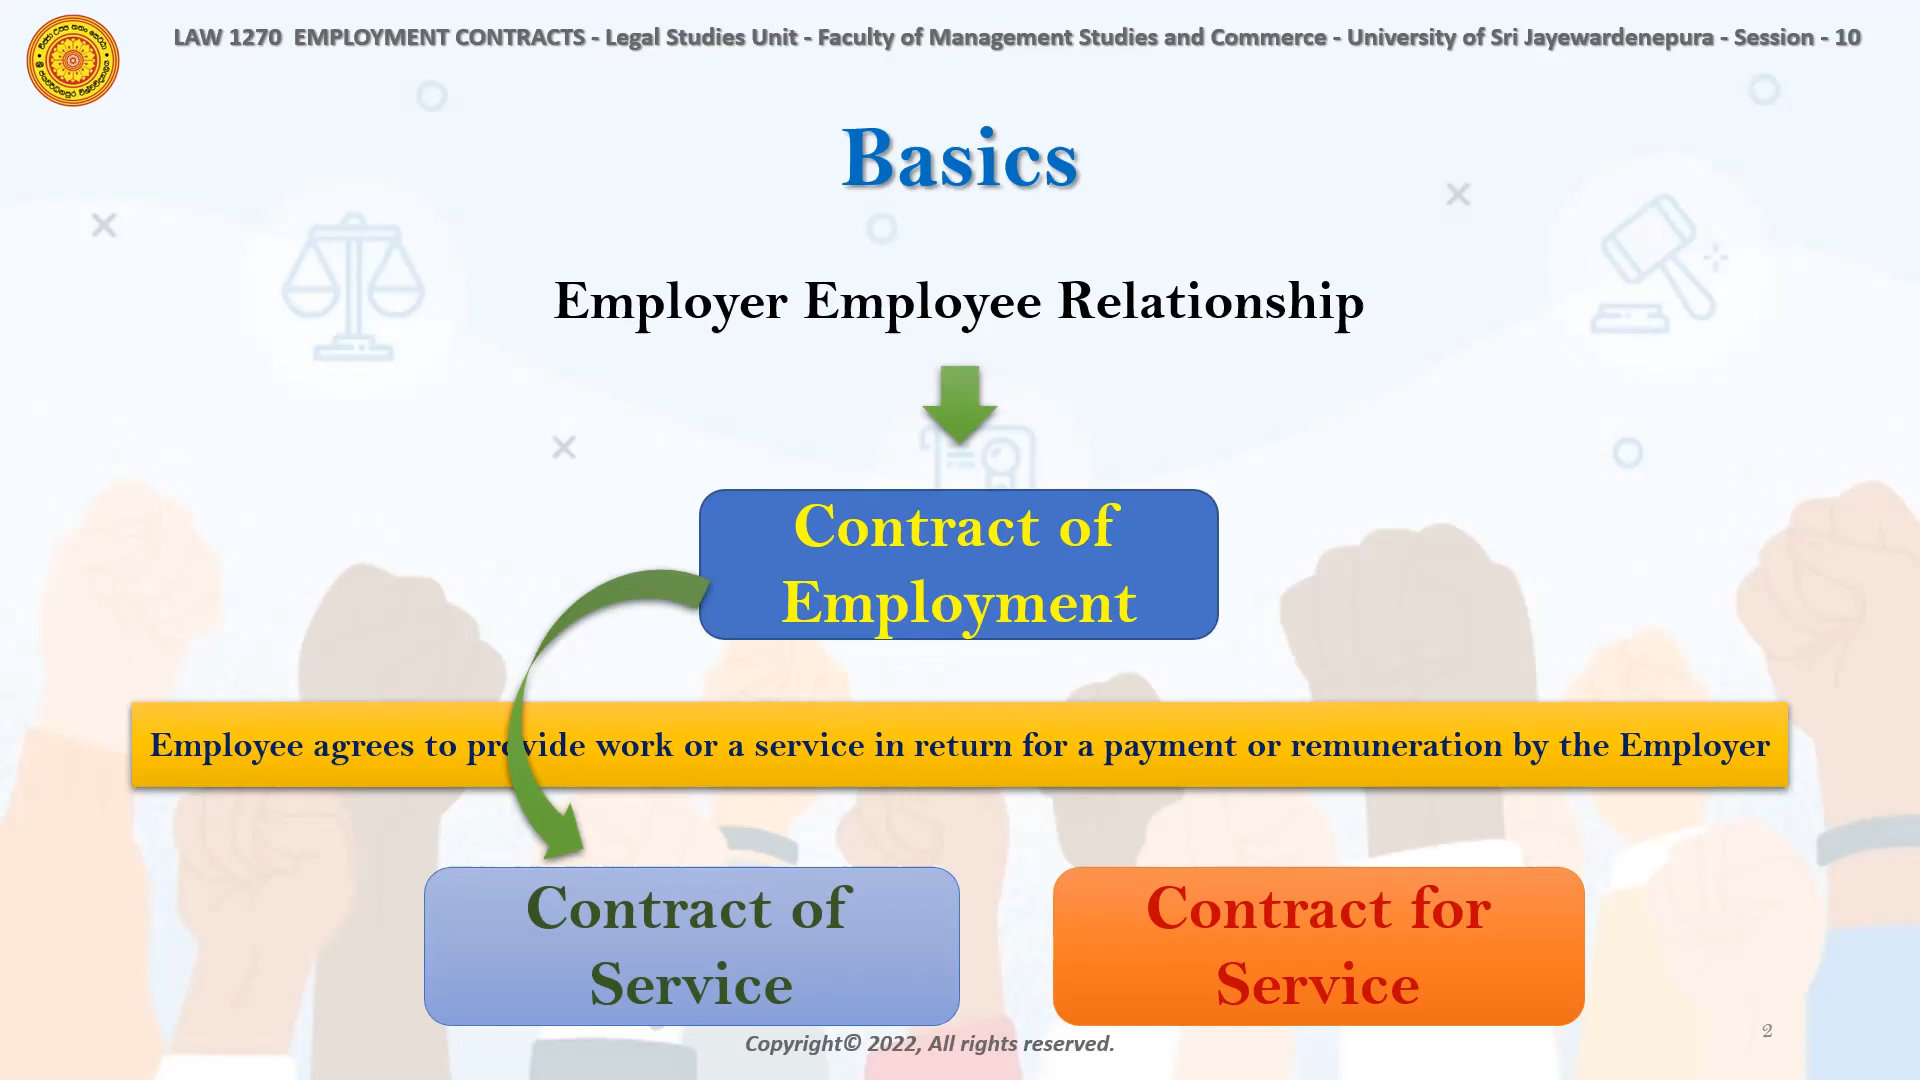 LAW 1270 EMPLOYMENT CONTRACTS - Legal Studies Unit - Faculty of Management Studies and Commerce - University of Sri Jayewardenepura - Session - 10
Basics
Employer Employee Relationship
Contract of
Employment
Employee agrees to provide work or a service in return for a payment or remuneration by the Employer
Contract of
Service
Contract for
Service
Copyright© 2022, All rights reserved.
2